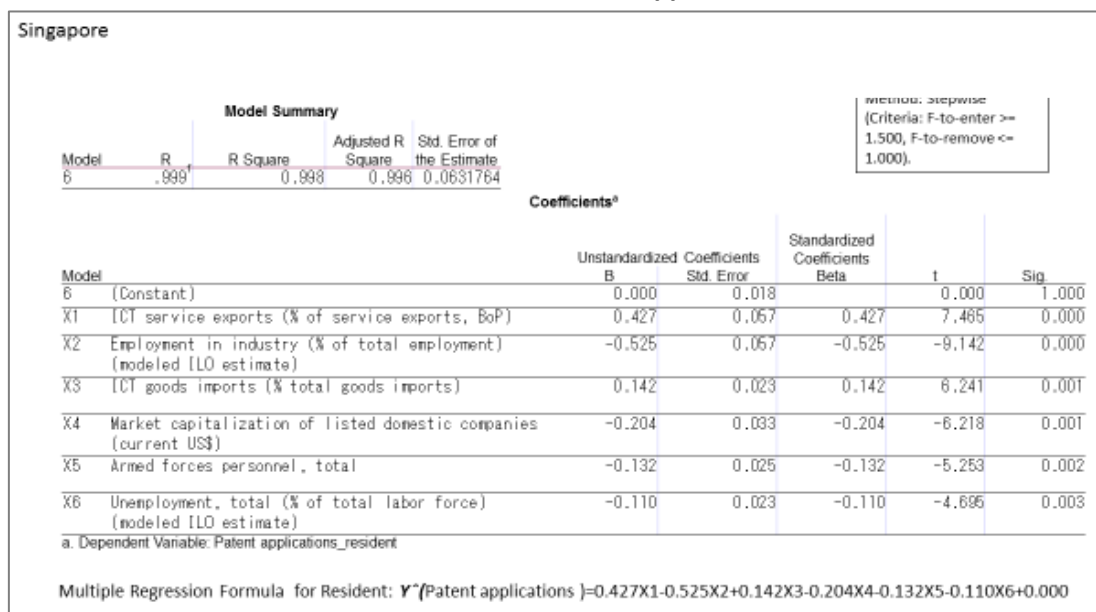 Singapore
Method: Stepwise
(Criteria: F-to-enter >=
1.500, F-to-remove <=
1.000).
Model Summary
Model R R Square Adjusted R Square Std. Error of the Estimate
6 .999f 0.998 0.996 0.0631764
Coefficientsa
Model Unstandardized Coefficients B Std. Error Standardized Coefficients Beta t Sig.
6 (Constant) 0.000 0.018 0.000 1.000
X1 ICT service exports (% of service exports, BoP) 0.427 0.057 0.427 7.465 0.000
X2 Employment in industry (% of total employment) (modeled ILO estimate) -0.525 0.057 -0.525 -9.142 0.000
X3 ICT goods imports (% total goods imports) 0.142 0.023 0.142 6.241 0.001
X4 Market capitalization of listed domestic companies (current US$) -0.204 0.033 -0.204 -6.218 0.001
X5 Armed forces personnel, total -0.132 0.025 -0.132 -5.253 0.002
X6 Unemployment, total (% of total labor force) (modeled ILO estimate) -0.110 0.023 -0.110 -4.695 0.003
a. Dependent Variable: Patent applications_resident
Multiple Regression Formula for Resident: Y^(Patent applications )=0.427X1-0.525X2+0.142X3-0.204X4-0.132X5-0.110X6+0.000